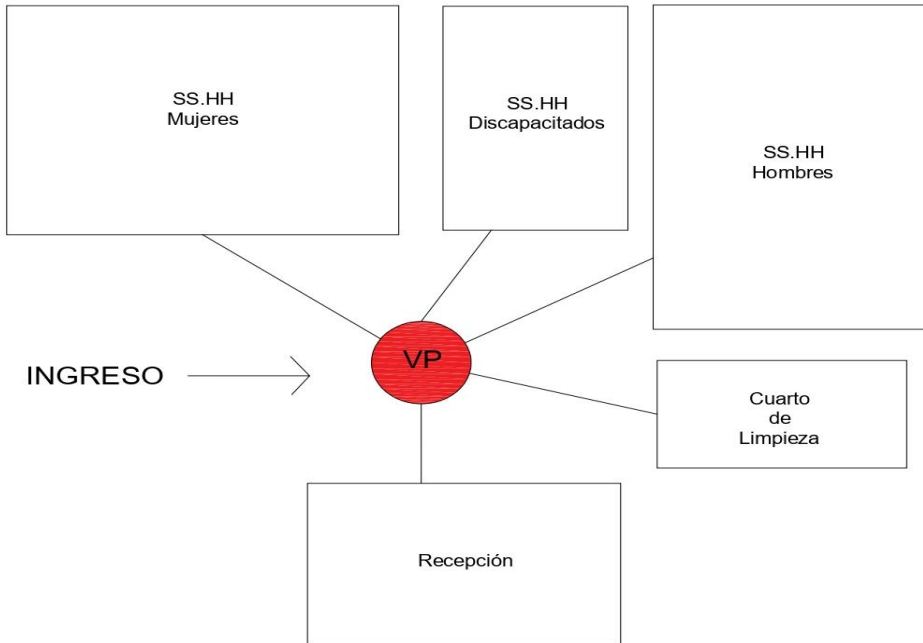 SS.HH
Mujeres
SS.HH
Discapacitados
SS.HH
Hombres
VP
INGRESO
Cuarto
de
Limpieza
Recepción